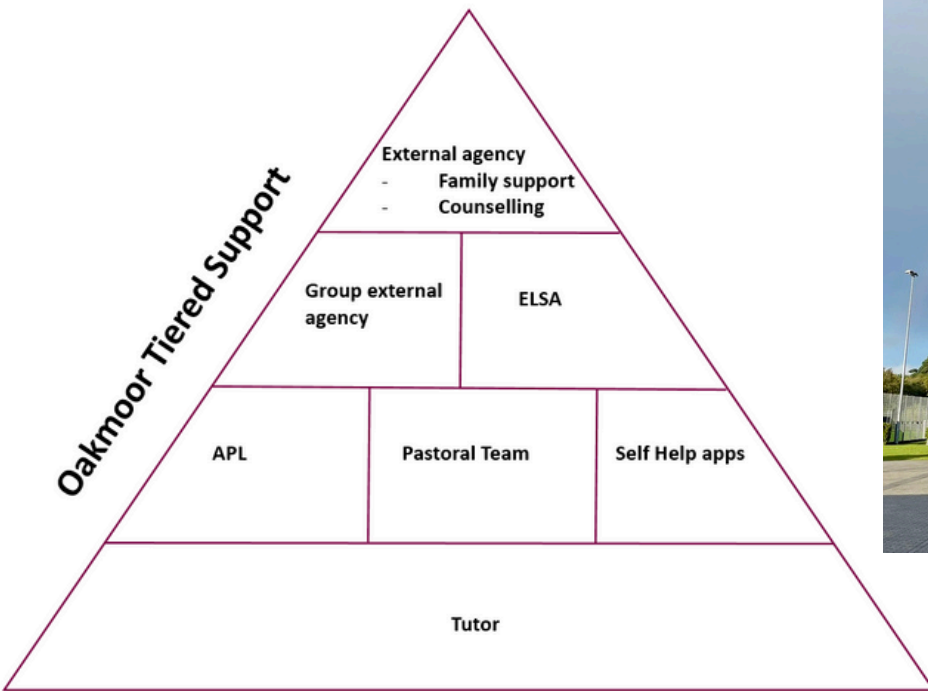 Oakmoor Tiered Support
External agency
- Family support
- Counselling
Group external
agency
ELSA
APL
Pastoral Team
Self Help apps
Tutor